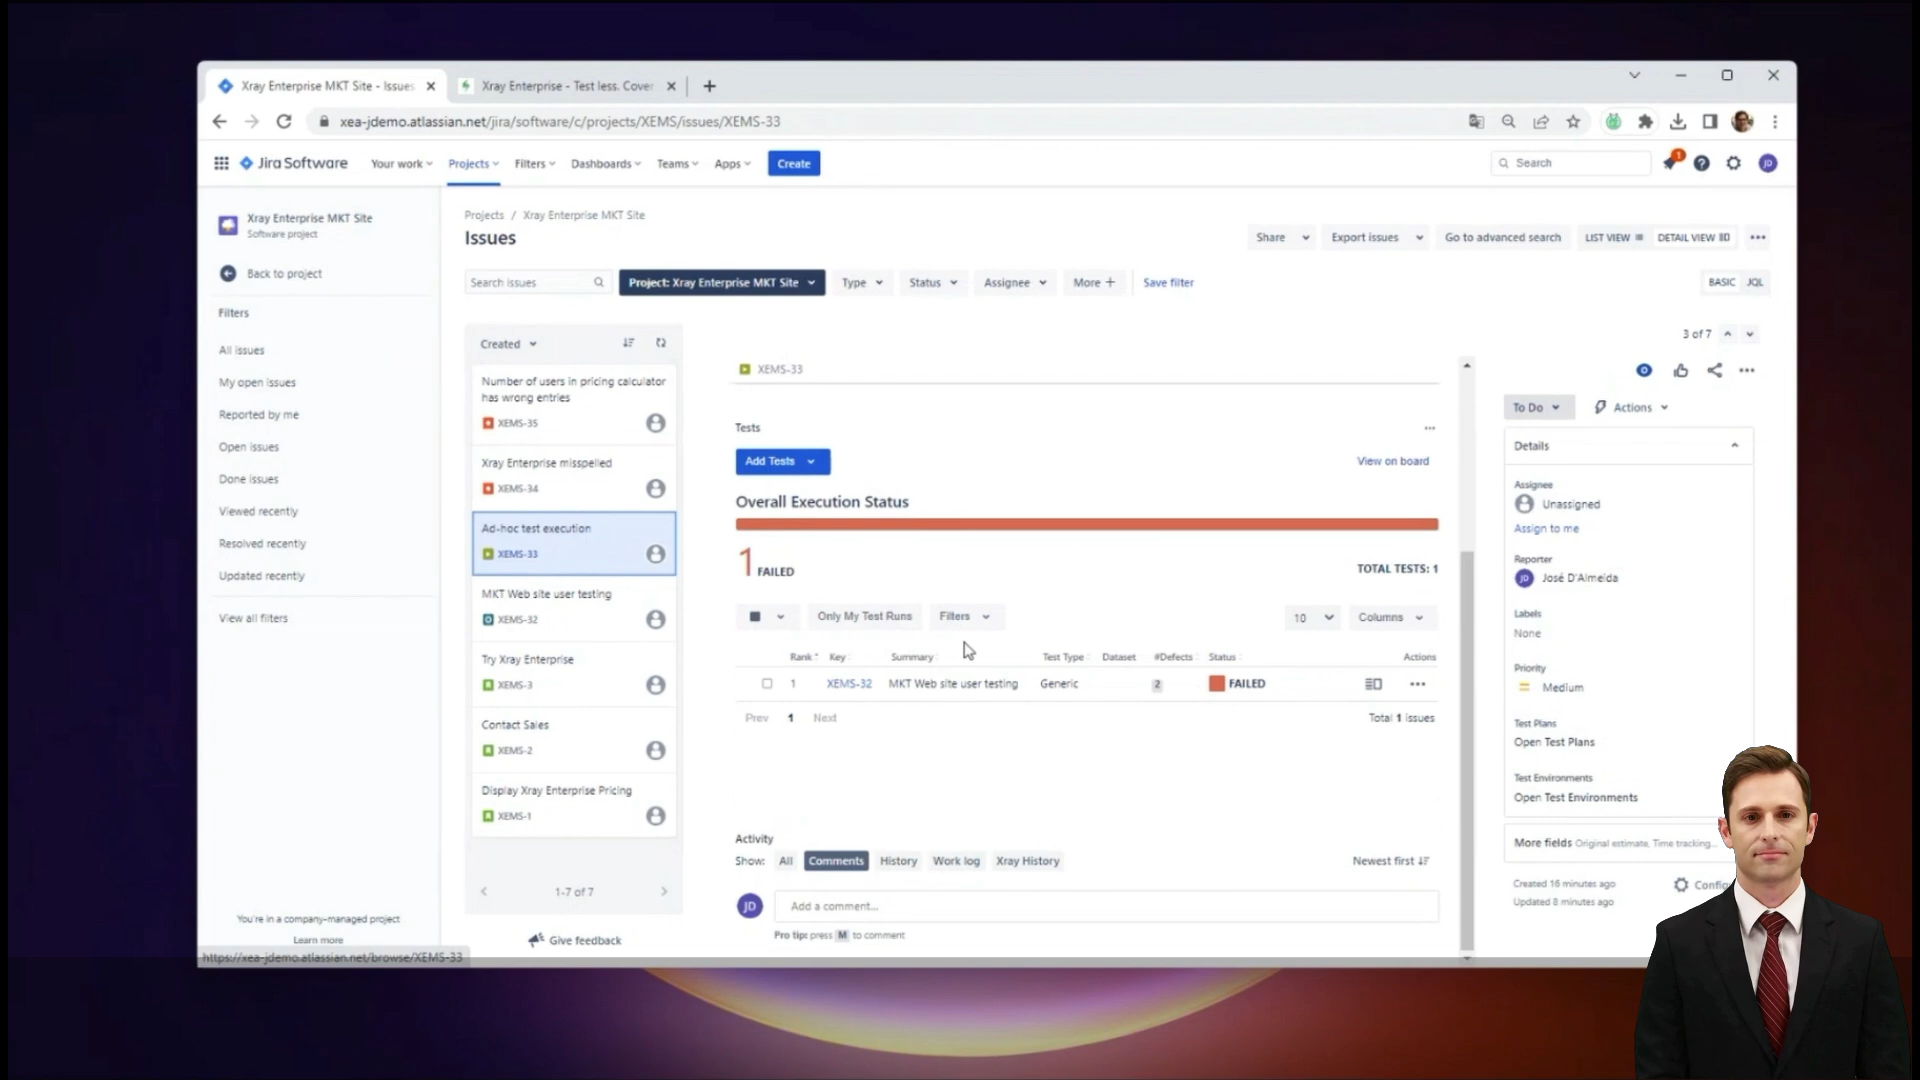 Xray Enterprise MKT Site - Issues
Xray Enterprise - Test less. Cover
xea-jdemo.atlassian.net/jira/software/c/projects/XEMS/issues/XEMS-33
Jira Software
Your work
Projects
Filters
Dashboards
Teams
Apps
Create
Search
1
JD
Xray Enterprise MKT Site
Software project
Back to project
Filters
All issues
My open issues
Reported by me
Open issues
Done issues
Viewed recently
Resolved recently
Updated recently
View all filters
You're in a company-managed project
Learn more
https://xea-jdemo.atlassian.net/browse/XEMS-33
Projects / Xray Enterprise MKT Site
Issues
Share
Export issues
Go to advanced search
LIST VIEW
DETAIL VIEW
Search issues
Project: Xray Enterprise MKT Site
Type
Status
Assignee
More +
Save filter
BASIC
JQL
Created
Number of users in pricing calculator
has wrong entries
XEMS-35
Xray Enterprise misspelled
XEMS-34
Ad-hoc test execution
XEMS-33
MKT Web site user testing
XEMS-32
Try Xray Enterprise
XEMS-3
Contact Sales
XEMS-2
Display Xray Enterprise Pricing
XEMS-1
1-7 of 7
Give feedback
3 of 7
XEMS-33
Tests
Add Tests
View on board
Overall Execution Status
1 FAILED
TOTAL TESTS: 1
Only My Test Runs
Filters
10
Columns
Rank Key Summary Test Type Dataset #Defects Status Actions
1 XEMS-32 MKT Web site user testing Generic 2 FAILED
Prev 1 Next
Total 1 issues
Activity
Show: All Comments History Work log Xray History
Newest first
JD
Add a comment...
Pro tip: press M to comment
To Do
Actions
Details
Assignee
Unassigned
Assign to me
Reporter
JD
José D'Almeida
Labels
None
Priority
Medium
Test Plans
Open Test Plans
Test Environments
Open Test Environments
More fields Original estimate, Time tracking...
Created 16 minutes ago
Updated 8 minutes ago